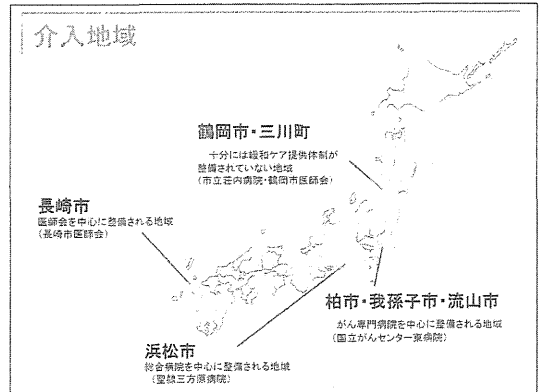 介入地域
鶴岡市・三川町
十分には緩和ケア提供体制が
整備されていない地域
(市立荘内病院・鶴岡市医師会)
長崎市
医師会を中心に整備される地域
(長崎市医師会)
柏市・我孫子市・流山市
がん専門病院を中心に整備される地域
(国立がんセンター東病院)
浜松市
総合病院を中心に整備される地域
(聖隷三方原病院)